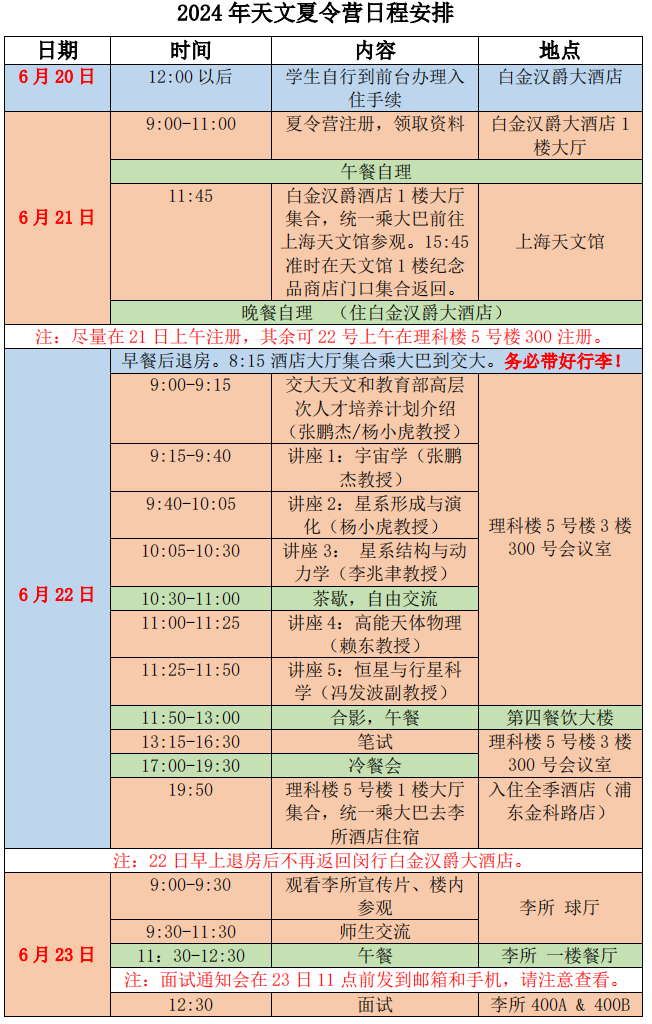 2024 年天文夏令营日程安排
日期 时间 内容 地点
6 月 20 日 12:00 以后 学生自行到前台办理入 白金汉爵大酒店
住手续
6 月 21 日
9:00-11:00 夏令营注册，领取资料 白金汉爵大酒店 1
楼大厅
午餐自理
11:45 白金汉爵酒店 1 楼大厅
集合，统一乘大巴前往
上海天文馆参观。15:45
准时在天文馆 1 楼纪念
品商店门口集合返回。
上海天文馆
晚餐自理 （住白金汉爵大酒店）
注：尽量在 21 日上午注册，其余可 22 号上午在理科楼 5 号楼 300 注册。
6 月 22 日
早餐后退房。8:15 酒店大厅集合乘大巴到交大。务必带好行李！
9:00-9:15 交大天文和教育部高层
次人才培养计划介绍
（张鹏杰/杨小虎教授）
9:15-9:40 讲座 1：宇宙学（张鹏
杰教授）
9:40-10:05 讲座 2：星系形成与演
化（杨小虎教授）
10:05-10:30 讲座 3： 星系结构与动
力学（李兆聿教授）
理科楼 5 号楼 3 楼
300 号会议室
10:30-11:00 茶歇，自由交流
11:00-11:25 讲座 4：高能天体物理
（赖东教授）
11:25-11:50 讲座 5：恒星与行星科
学（冯发波副教授）
11:50-13:00 合影，午餐 第四餐饮大楼
13:15-16:30 笔试 理科楼 5 号楼 3 楼
17:00-19:30 冷餐会 300 号会议室
19:50 理科楼 5 号楼 1 楼大厅 入住全季酒店（浦
集合，统一乘大巴去李 东金科路店）
所酒店住宿
注：22 日早上退房后不再返回闵行白金汉爵大酒店。
6 月 23 日
9:00-9:30 观看李所宣传片、楼内
参观
李所 球厅
9:30-11:30 师生交流
11：30-12:30 午餐 李所 一楼餐厅
注：面试通知会在 23 日 11 点前发到邮箱和手机，请注意查看。
12:30 面试 李所 400A & 400B